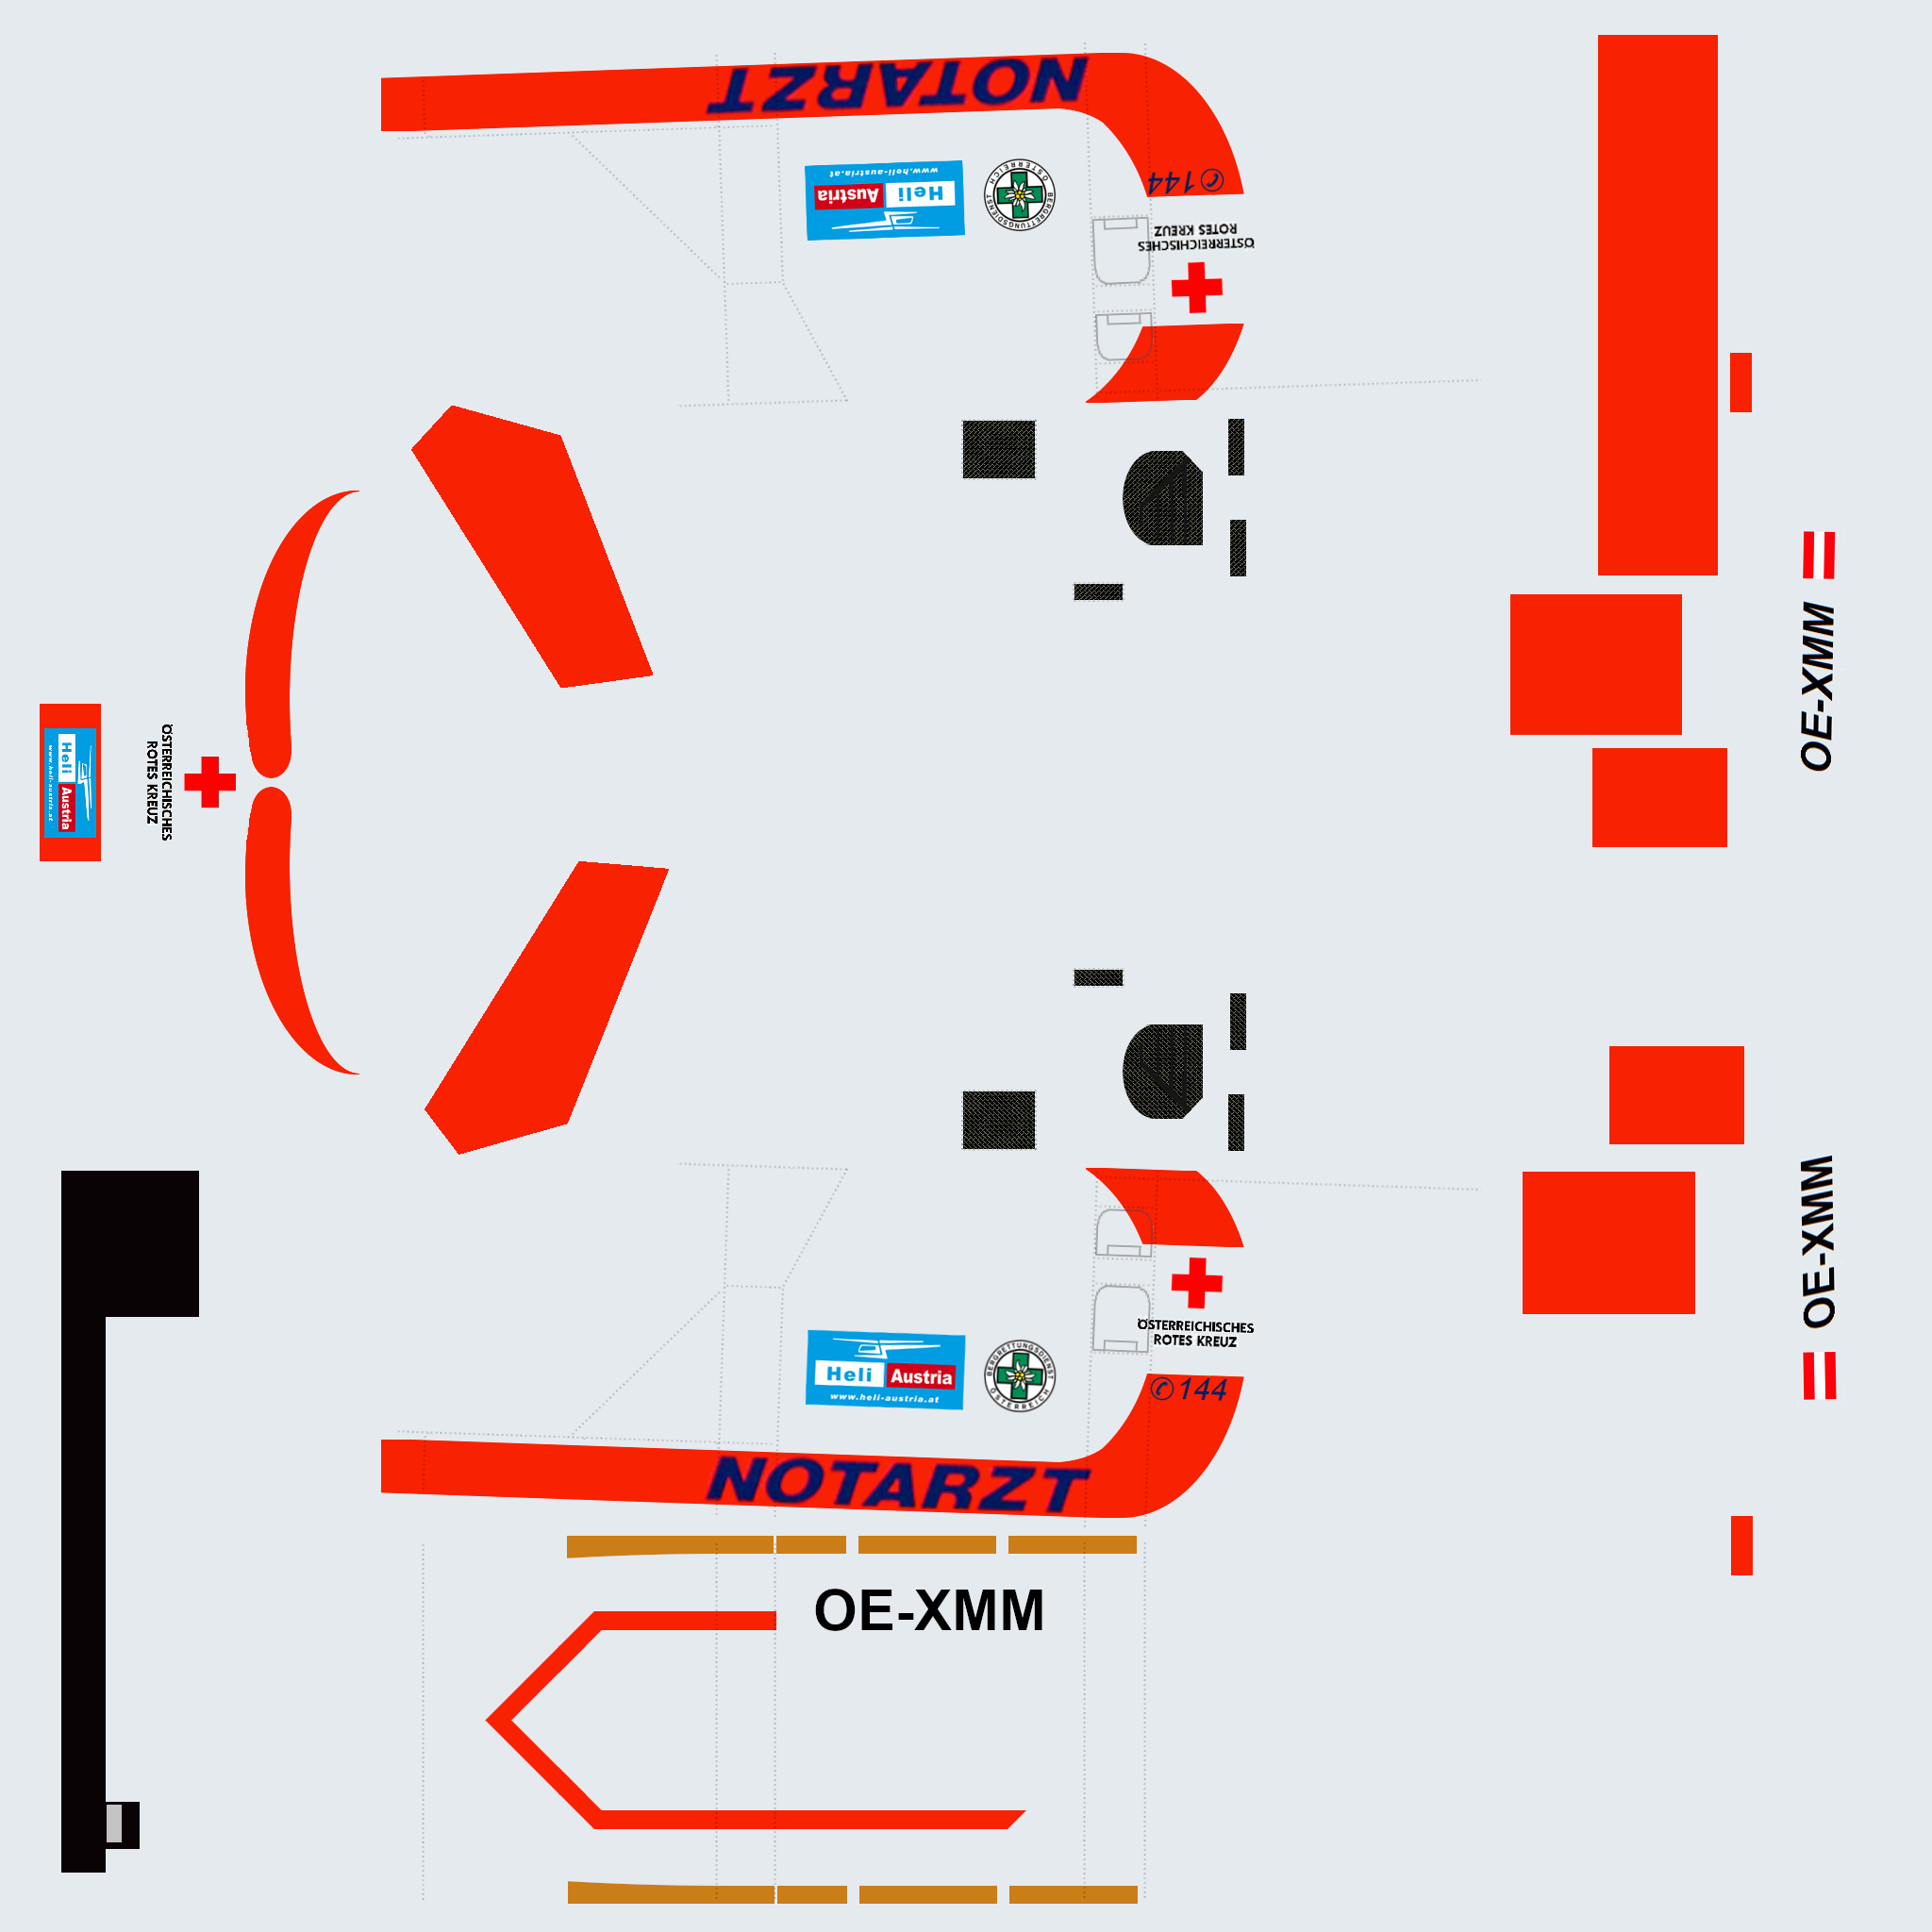 NOTARZT
www.heli-austria.at
Heli Austria
BERGRETTUNGSDIENST
ÖSTERREICH
✆144
ÖSTERREICHISCHES
ROTES KREUZ
OE-XMM
Heli Austria
www.heli-austria.at
ÖSTERREICHISCHES
ROTES KREUZ
OE-XMM
ÖSTERREICHISCHES
ROTES KREUZ
Heli Austria
www.heli-austria.at
BERGRETTUNGSDIENST
ÖSTERREICH
✆144
NOTARZT
OE-XMM